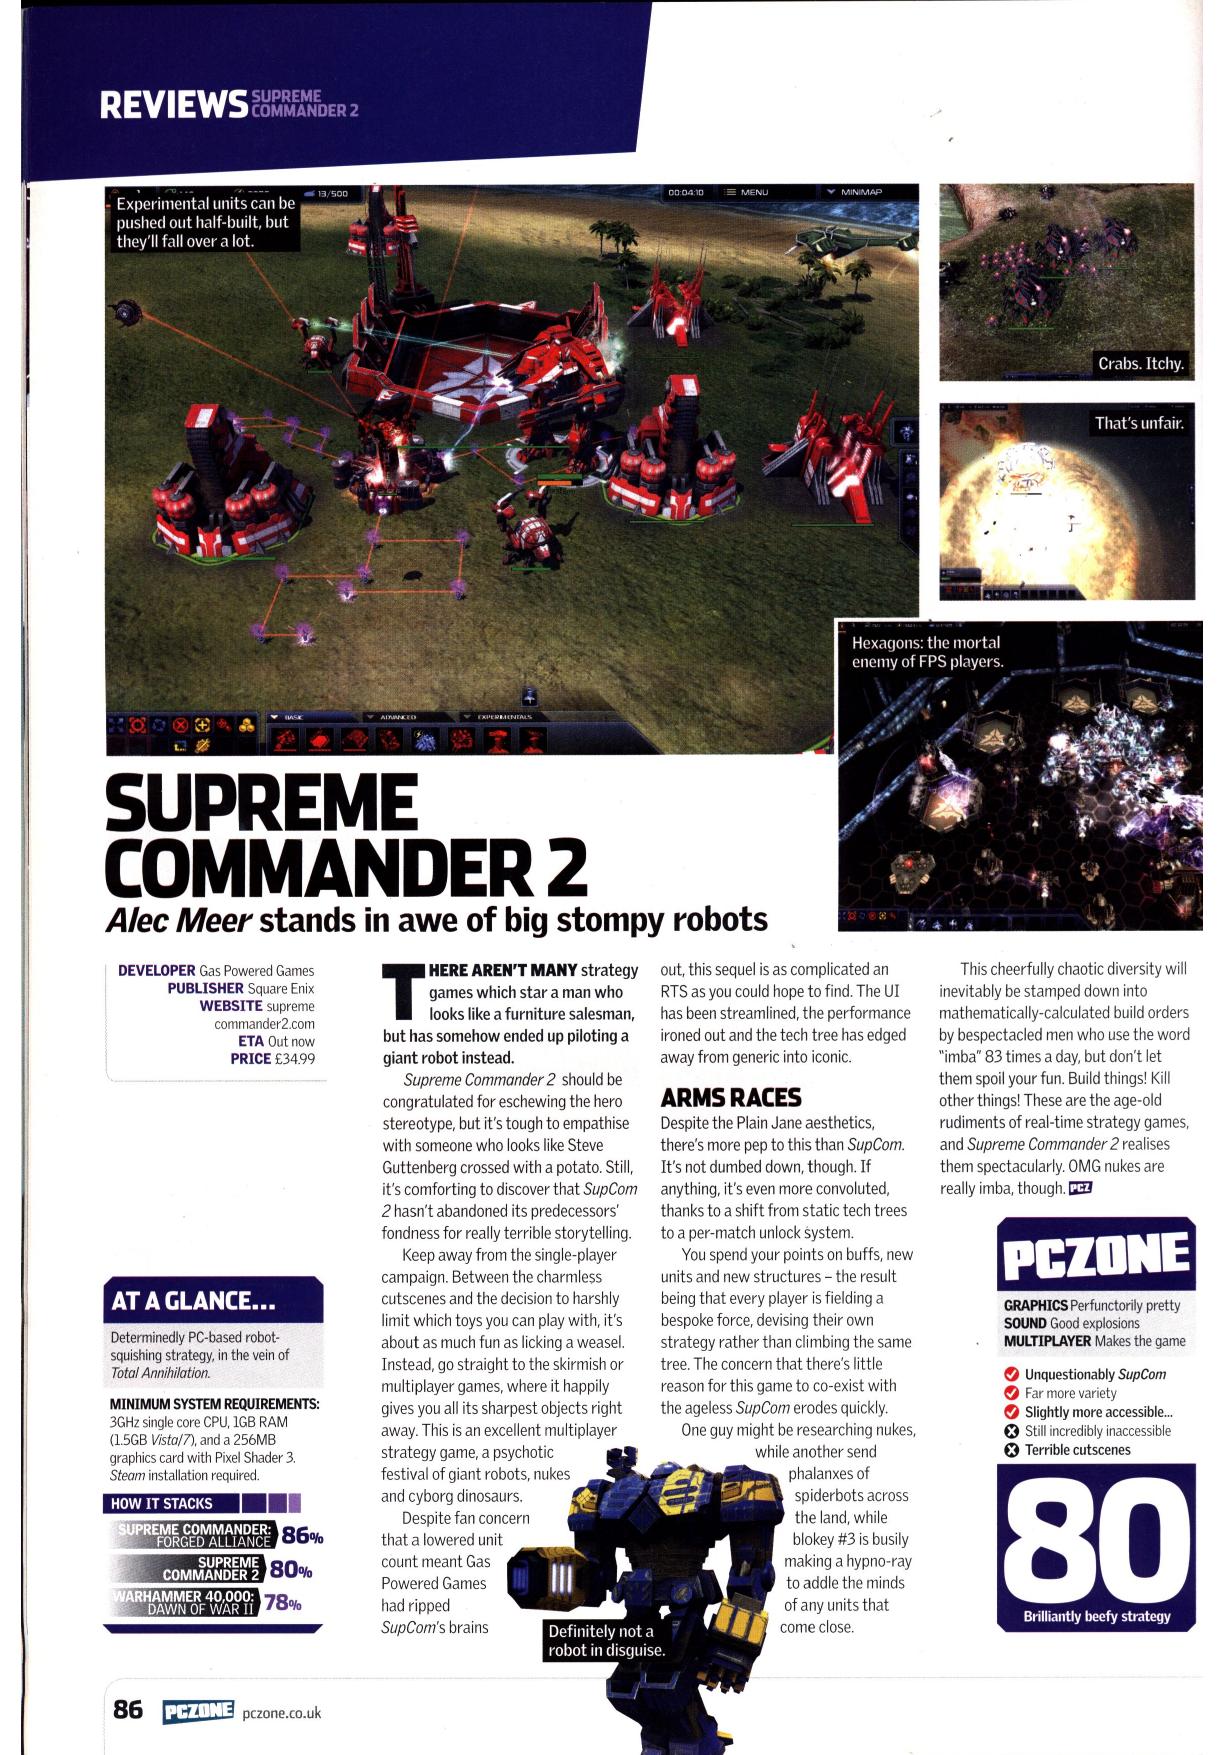 REVIEWS SUPREME
COMMANDER 2
Experimental units can be
pushed out half-built, but
they'll fall over a lot.
13/500
00:04:10
MENU
MINIMAP
Crabs. Itchy.
That's unfair.
Hexagons: the mortal
enemy of FPS players.
BASIC
ADVANCED
EXPERIMENTALS
SUPREME
COMMANDER 2
Alec Meer stands in awe of big stompy robots
DEVELOPER Gas Powered Games
PUBLISHER Square Enix
WEBSITE supreme
commander2.com
ETA Out now
PRICE £34.99
AT A GLANCE...
Determinedly PC-based robot-
squishing strategy, in the vein of
Total Annihilation.
MINIMUM SYSTEM REQUIREMENTS:
3GHz single core CPU, 1GB RAM
(1.5GB Vista/7), and a 256MB
graphics card with Pixel Shader 3.
Steam installation required.
HOW IT STACKS
SUPREME COMMANDER:
FORGED ALLIANCE 86%
SUPREME
COMMANDER 2 80%
WARHAMMER 40,000:
DAWN OF WAR II 78%
THERE AREN'T MANY strategy
games which star a man who
looks like a furniture salesman,
but has somehow ended up piloting a
giant robot instead.
Supreme Commander 2 should be
congratulated for eschewing the hero
stereotype, but it's tough to empathise
with someone who looks like Steve
Guttenberg crossed with a potato. Still,
it's comforting to discover that SupCom
2 hasn't abandoned its predecessors'
fondness for really terrible storytelling.
Keep away from the single-player
campaign. Between the charmless
cutscenes and the decision to harshly
limit which toys you can play with, it's
about as much fun as licking a weasel.
Instead, go straight to the skirmish or
multiplayer games, where it happily
gives you all its sharpest objects right
away. This is an excellent multiplayer
strategy game, a psychotic
festival of giant robots, nukes
and cyborg dinosaurs.
Despite fan concern
that a lowered unit
count meant Gas
Powered Games
had ripped
SupCom's brains
out, this sequel is as complicated an
RTS as you could hope to find. The UI
has been streamlined, the performance
ironed out and the tech tree has edged
away from generic into iconic.
ARMS RACES
Despite the Plain Jane aesthetics,
there's more pep to this than SupCom.
It's not dumbed down, though. If
anything, it's even more convoluted,
thanks to a shift from static tech trees
to a per-match unlock system.
You spend your points on buffs, new
units and new structures – the result
being that every player is fielding a
bespoke force, devising their own
strategy rather than climbing the same
tree. The concern that there's little
reason for this game to co-exist with
the ageless SupCom erodes quickly.
One guy might be researching nukes,
while another send
phalanxes of
spiderbots across
the land, while
blokey #3 is busily
making a hypno-ray
to addle the minds
of any units that
come close.
Definitely not a
robot in disguise.
This cheerfully chaotic diversity will
inevitably be stamped down into
mathematically-calculated build orders
by bespectacled men who use the word
"imba" 83 times a day, but don't let
them spoil your fun. Build things! Kill
other things! These are the age-old
rudiments of real-time strategy games,
and Supreme Commander 2 realises
them spectacularly. OMG nukes are
really imba, though. PCZ
PCZONE
GRAPHICS Perfunctorily pretty
SOUND Good explosions
MULTIPLAYER Makes the game
Unquestionably SupCom
Far more variety
Slightly more accessible...
Still incredibly inaccessible
Terrible cutscenes
80
Brilliantly beefy strategy
86 PCZONE pczone.co.uk